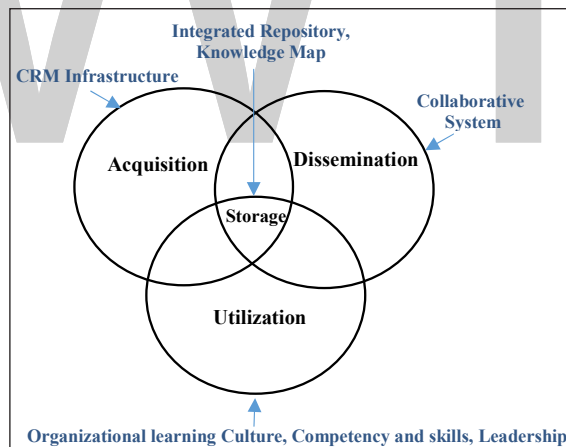 Integrated Repository,
Knowledge Map
CRM Infrastructure
Collaborative
System
Acquisition
Dissemination
Storage
Utilization
Organizational learning Culture, Competency and skills, Leadership